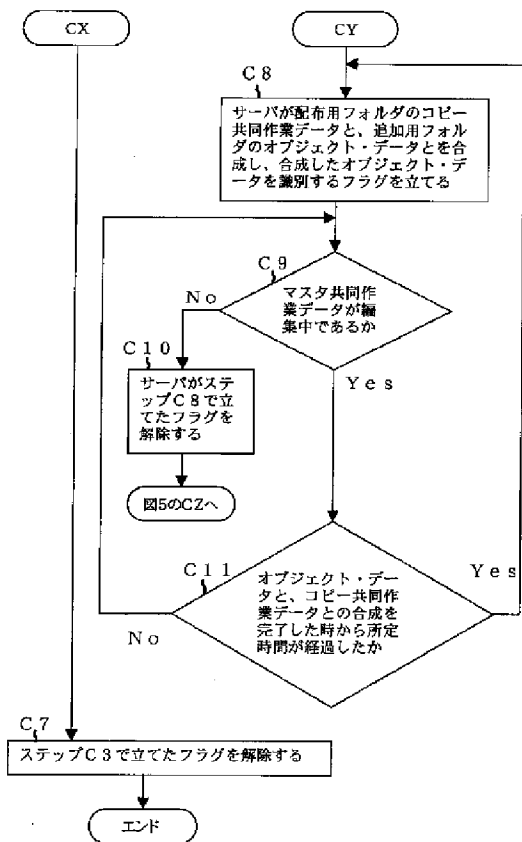 CX
CY
C8
サーバが配布用フォルダのコピー
共同作業データと、追加用フォル
ダのオブジェクト・データとを合
成し、合成したオブジェクト・デー
タを識別するフラグを立てる
C9
No
マスタ共同作
業データが編
集中であるか
C10
サーバがステ
ップC8で立
てたフラグを
解除する
Yes
図5のCZへ
C11
オブジェクト・デー
タと、コピー共同作
業データとの合成を
完了した時から所定
時間が経過したか
Yes
No
C7
ステップC3で立てたフラグを解除する
エンド